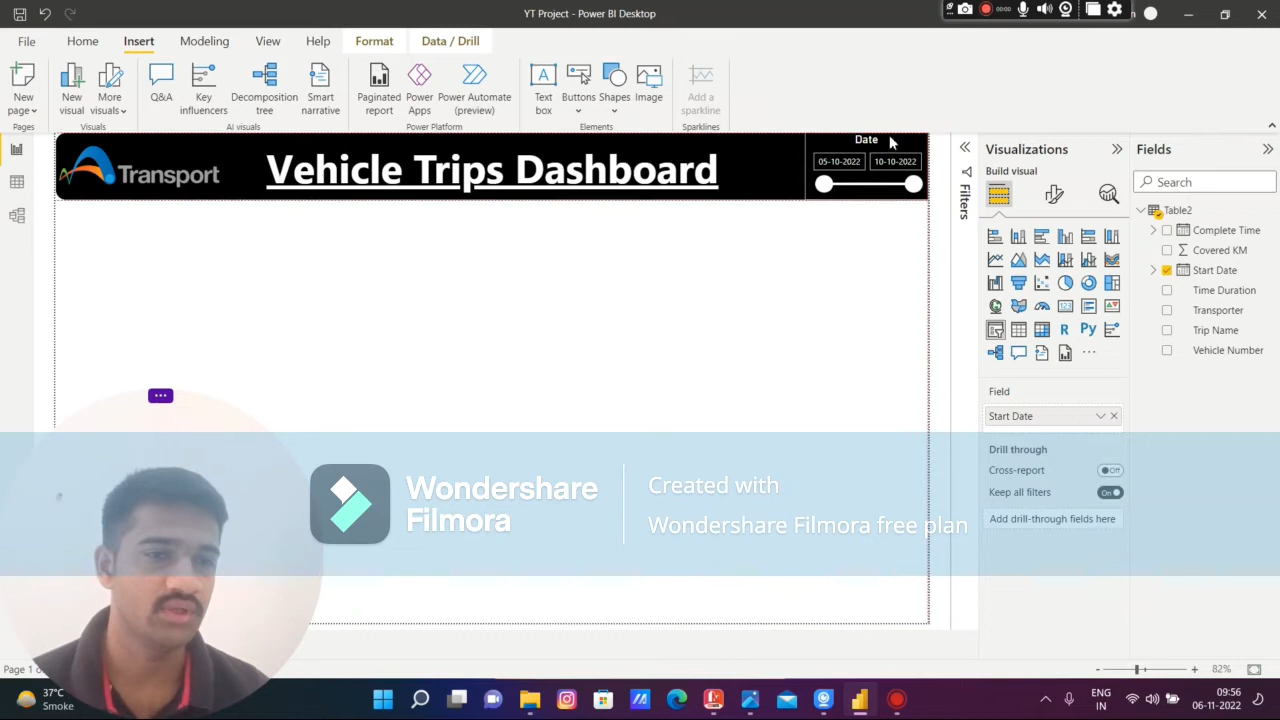 YT Project - Power BI Desktop
00:00
File Home Insert Modeling View Help Format Data / Drill
New page
New visual
More visuals
Q&A
Key influencers
Decomposition tree
Smart narrative
Paginated report
Power Apps
Power Automate (preview)
Text box
Buttons
Shapes
Image
Add a sparkline
Pages
Visuals
AI visuals
Power Platform
Elements
Sparklines
Transport
Vehicle Trips Dashboard
Date
05-10-2022
10-10-2022
Filters
Visualizations
Build visual
R
Py
123
Field
Start Date
Drill through
Cross-report
Off
Keep all filters
On
Add drill-through fields here
Fields
Search
Table2
Complete Time
Covered KM
Start Date
Time Duration
Transporter
Trip Name
Vehicle Number
Wondershare
Filmora
Created with
Wondershare Filmora free plan
Page 1 o
82%
37°C
Smoke
ENG
IN
09:56
06-11-2022